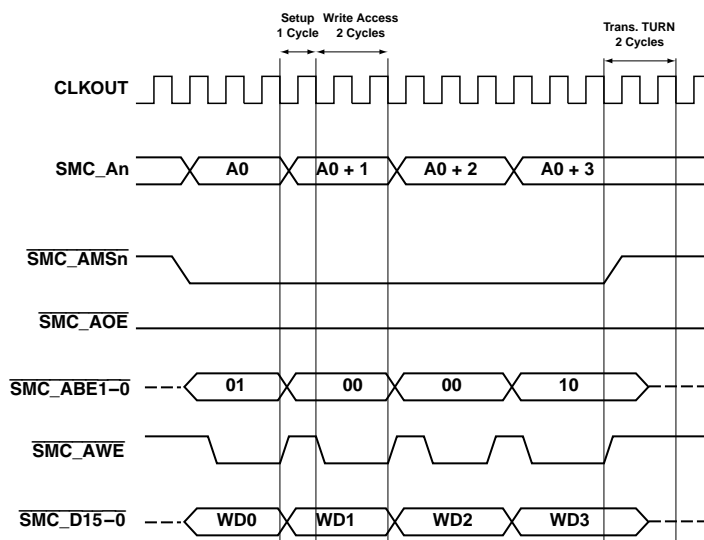 Setup Write Access
1 Cycle 2 Cycles
Trans. TURN
2 Cycles
CLKOUT
SMC_An A0 A0 + 1 A0 + 2 A0 + 3
SMC_AMSn
SMC_AOE
SMC_ABE1–0 01 00 00 10
SMC_AWE
SMC_D15–0 WD0 WD1 WD2 WD3